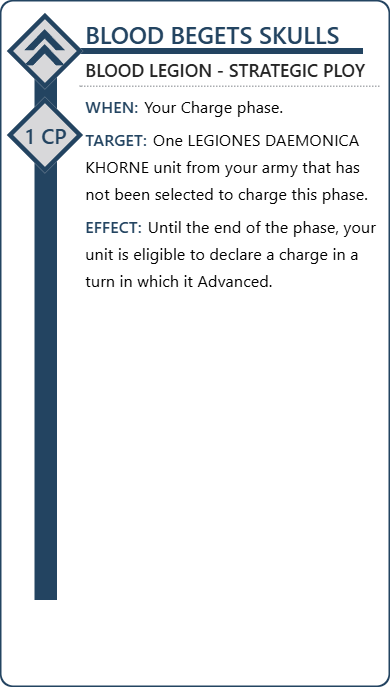 BLOOD BEGETS SKULLS
BLOOD LEGION - STRATEGIC PLOY
WHEN: Your Charge phase.
1 CP
TARGET: One LEGIONES DAEMONICA
KHORNE unit from your army that has
not been selected to charge this phase.
EFFECT: Until the end of the phase, your
unit is eligible to declare a charge in a
turn in which it Advanced.